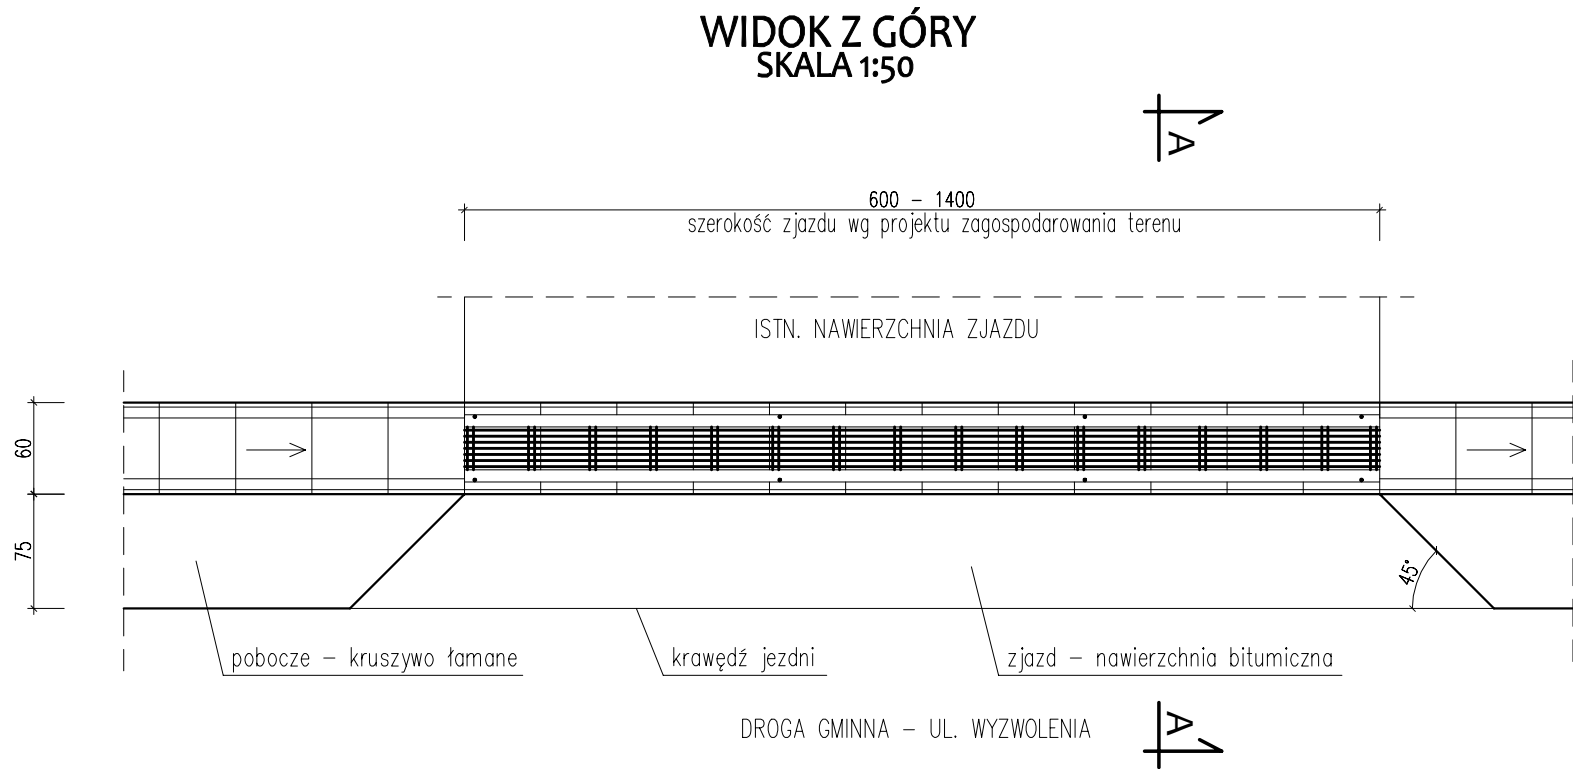 WIDOK Z GÓRY
SKALA 1:50
A
600 - 1400
szerokość zjazdu wg projektu zagospodarowania terenu
ISTN. NAWIERZCHNIA ZJAZDU
60
75
45°
pobocze - kruszywo łamane
krawędź jezdni
zjazd - nawierzchnia bitumiczna
DROGA GMINNA - UL. WYZWOLENIA
A